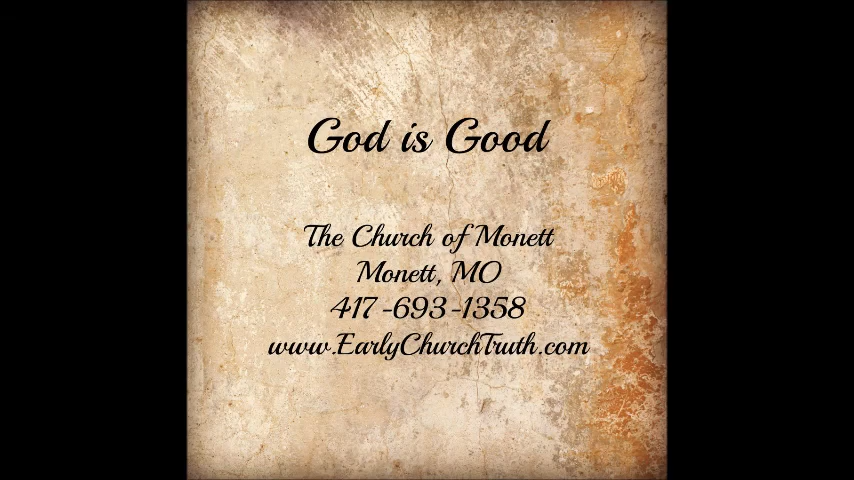 God is Good
The Church of Monett
Monett, MO
417-693-1358
www.EarlyChurchTruth.com